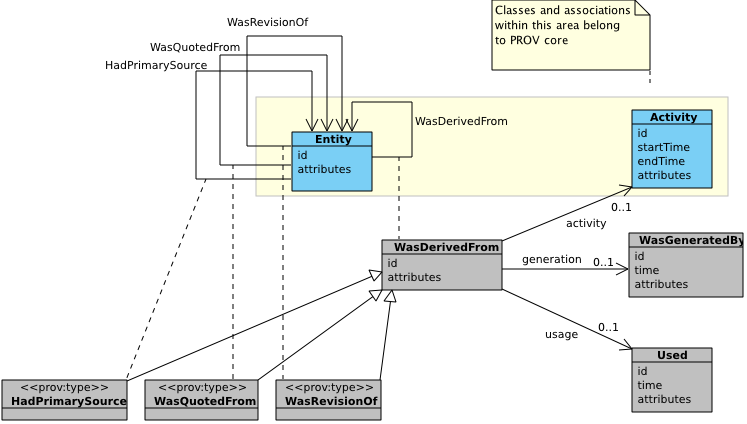 Classes and associations
within this area belong
to PROV core
WasRevisionOf
WasQuotedFrom
HadPrimarySource
WasDerivedFrom
Entity
id
attributes
Activity
id
startTime
endTime
attributes
0..1
activity
WasDerivedFrom
id
attributes
generation
0..1
WasGeneratedBy
id
time
attributes
usage
0..1
Used
id
time
attributes
<<prov:type>>
HadPrimarySource
<<prov:type>>
WasQuotedFrom
<<prov:type>>
WasRevisionOf